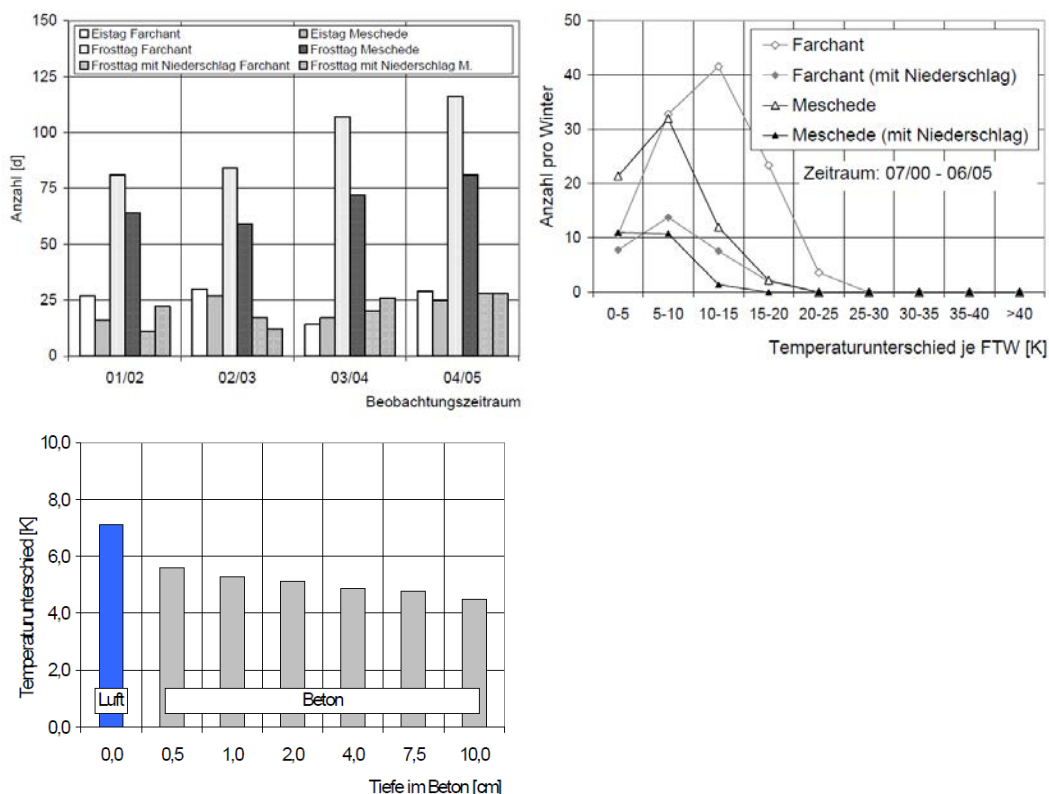 150
125
100
75
50
25
0
Anzahl [d]
Eistag Farchant
Eistag Meschede
Frosttag Farchant
Frosttag Meschede
Frosttag mit Niederschlag Farchant
Frosttag mit Niederschlag M.
01/02 02/03 03/04 04/05
Beobachtungszeitraum
50
40
30
20
10
0
Anzahl pro Winter
Farchant
Farchant (mit Niederschlag)
Meschede
Meschede (mit Niederschlag)
Zeitraum: 07/00 - 06/05
0-5 5-10 10-15 15-20 20-25 25-30 30-35 35-40 >40
Temperaturunterschied je FTW [K]
10,0
8,0
6,0
4,0
2,0
0,0
Temperaturunterschied [K]
Luft
Beton
0,0 0,5 1,0 2,0 4,0 7,5 10,0
Tiefe im Beton [cm]